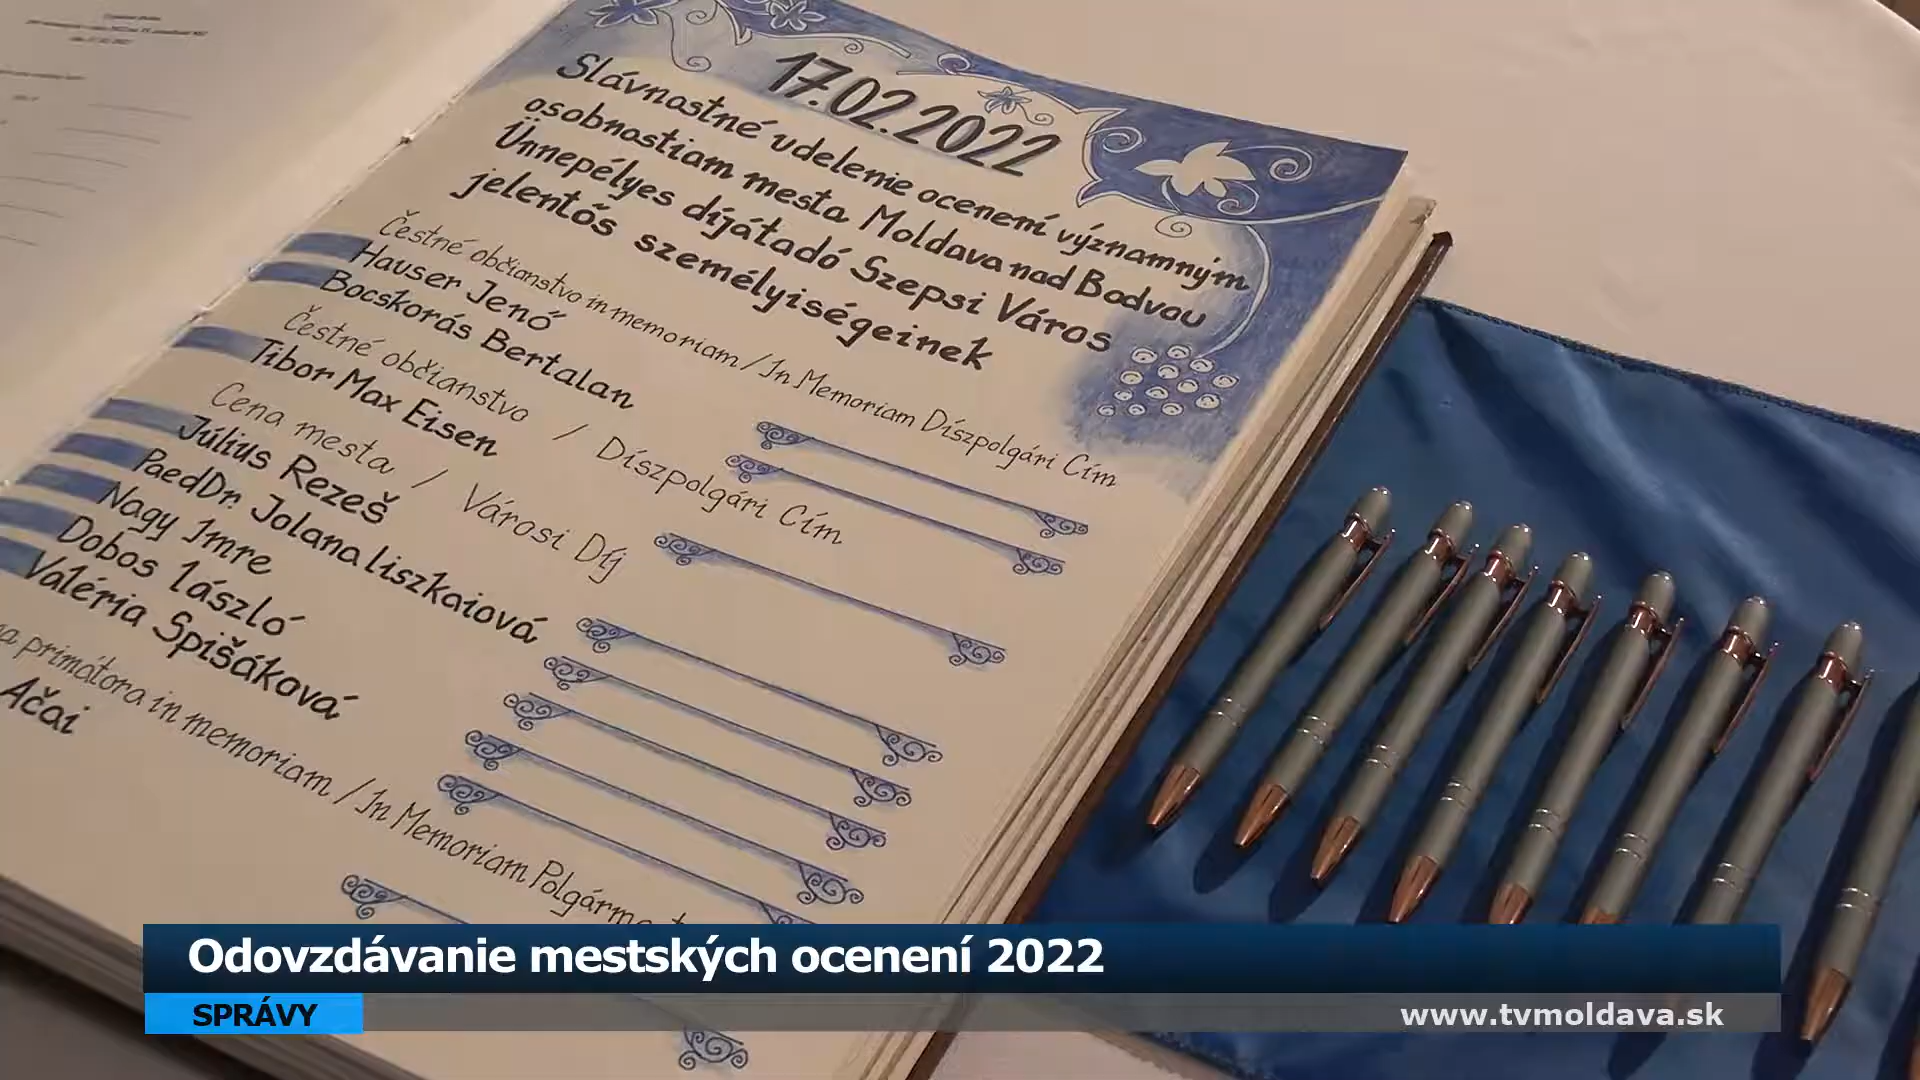 17.02.2022
Slávnostné udelenie ocenení významným
osobnostiam mesta Moldava nad Bodvou
Ünnepélyes díjátadó Szepsi Város
jelentős személyiségeinek
Čestné občianstvo in memoriam / In Memoriam Díszpolgári Cím
Hauser Jenő
Bocskorás Bertalan
Čestné občianstvo / Díszpolgári Cím
Tibor Max Eisen
Cena mesta / Városi Díj
Július Rezeš
PaedDr. Jolana Liszkaiová
Nagy Imre
Dobos László
Valéria Spišáková
primátora in memoriam / In Memoriam
Ačai
Odovzdávanie mestských ocenení 2022
SPRÁVY
www.tvmoldava.sk